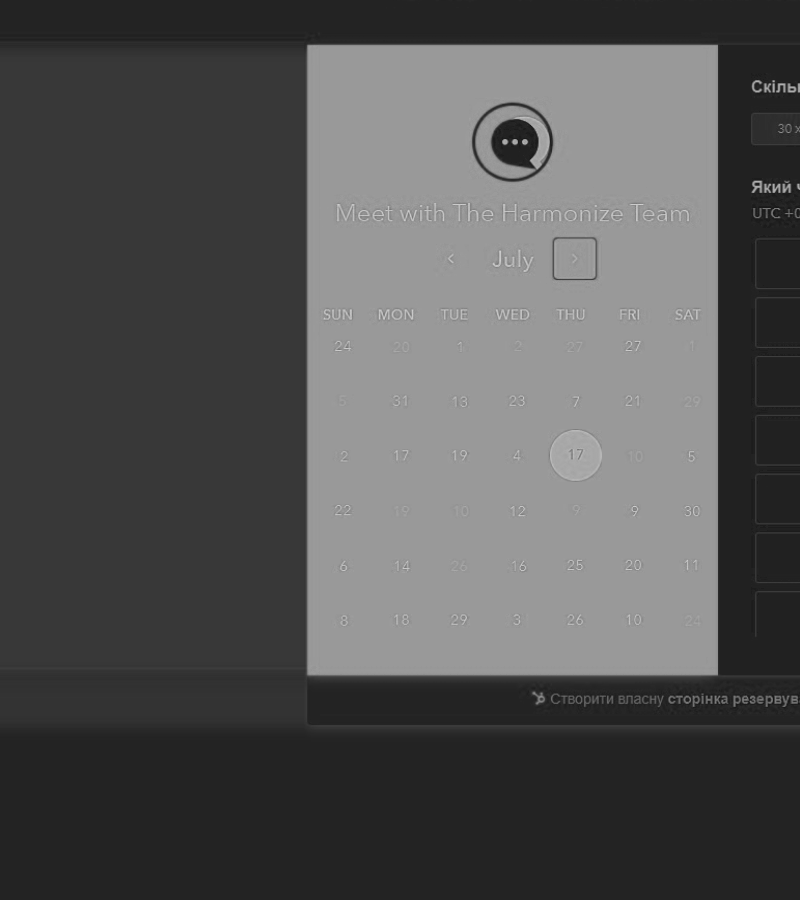 Meet with The Harmonize Team
July
SUN MON TUE WED THU FRI SAT
24 20 1 2 27 27 1
5 31 13 23 7 21 29
2 17 19 4 17 10 5
22 19 10 12 9 9 30
6 14 26 16 25 20 11
8 18 29 3 26 10 24
Скіль
30 х
Який ч
UTC +0
Створити власну сторінка резервув